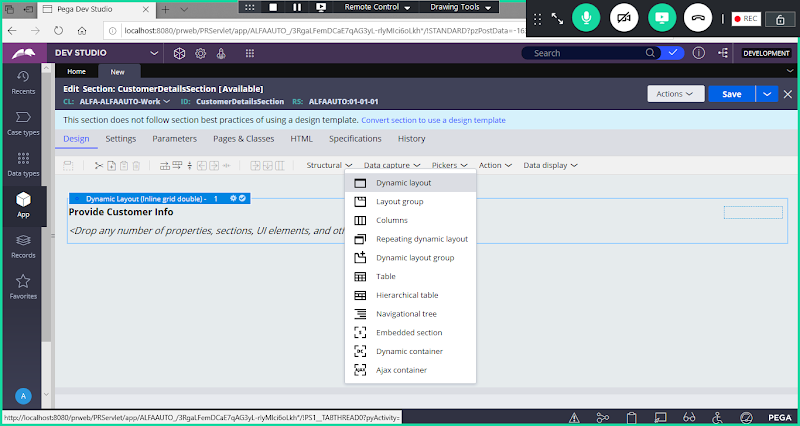 Pega Dev Studio
Remote Control
Drawing Tools
localhost:8080/prweb/PRServlet/app/ALFAAUTO_/3RgaLFemDCaE7qAG3yL-rlyMlci6oLkh*/!STANDARD?pzPostData=-163
REC
DEV STUDIO
Search
DEVELOPMENT
Home
New
Recents
Case types
Data types
App
Records
Favorites
A
Edit Section: CustomerDetailsSection [Available]
CL: ALFA-ALFAAUTO-Work ID: CustomerDetailsSection RS: ALFAAUTO:01-01-01
Actions
Save
This section does not follow section best practices of using a design template. Convert section to use a design template
Design Settings Parameters Pages & Classes HTML Specifications History
Structural Data capture Pickers Action Data display
Dynamic Layout (Inline grid double) - 1
Provide Customer Info
<Drop any number of properties, sections, UI elements, and
Dynamic layout
Layout group
Columns
Repeating dynamic layout
Dynamic layout group
Table
Hierarchical table
Navigational tree
Embedded section
Dynamic container
Ajax container
http://localhost:8080/prweb/PRServlet/app/ALFAAUTO_/3RgaLFemDCaE7qAG3yL-rlyMlci6oLkh*/!PS1__TABTHREAD0?pyActivity=
PEGA